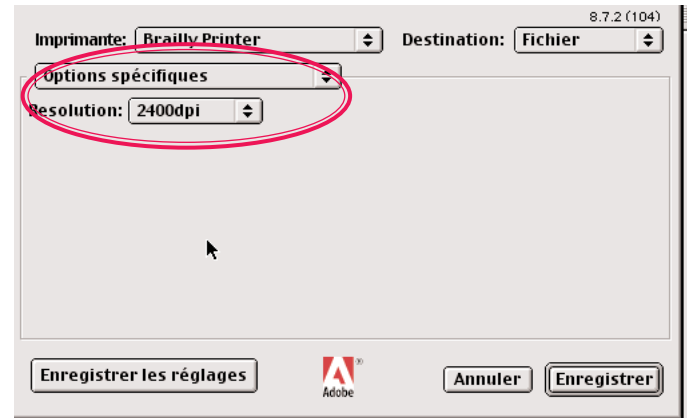 8.7.2 (104)
Imprimante: Brailly Printer Destination: Fichier
Options spécifiques
Resolution: 2400dpi
Enregistrer les réglages Adobe® Annuler Enregistrer